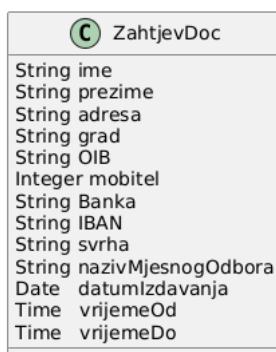 C ZahtjevDoc
String ime
String prezime
String adresa
String grad
String OIB
Integer mobitel
String Banka
String IBAN
String svrha
String nazivMjesnogOdbora
Date datumIzdavanja
Time vrijemeOd
Time vrijemeDo